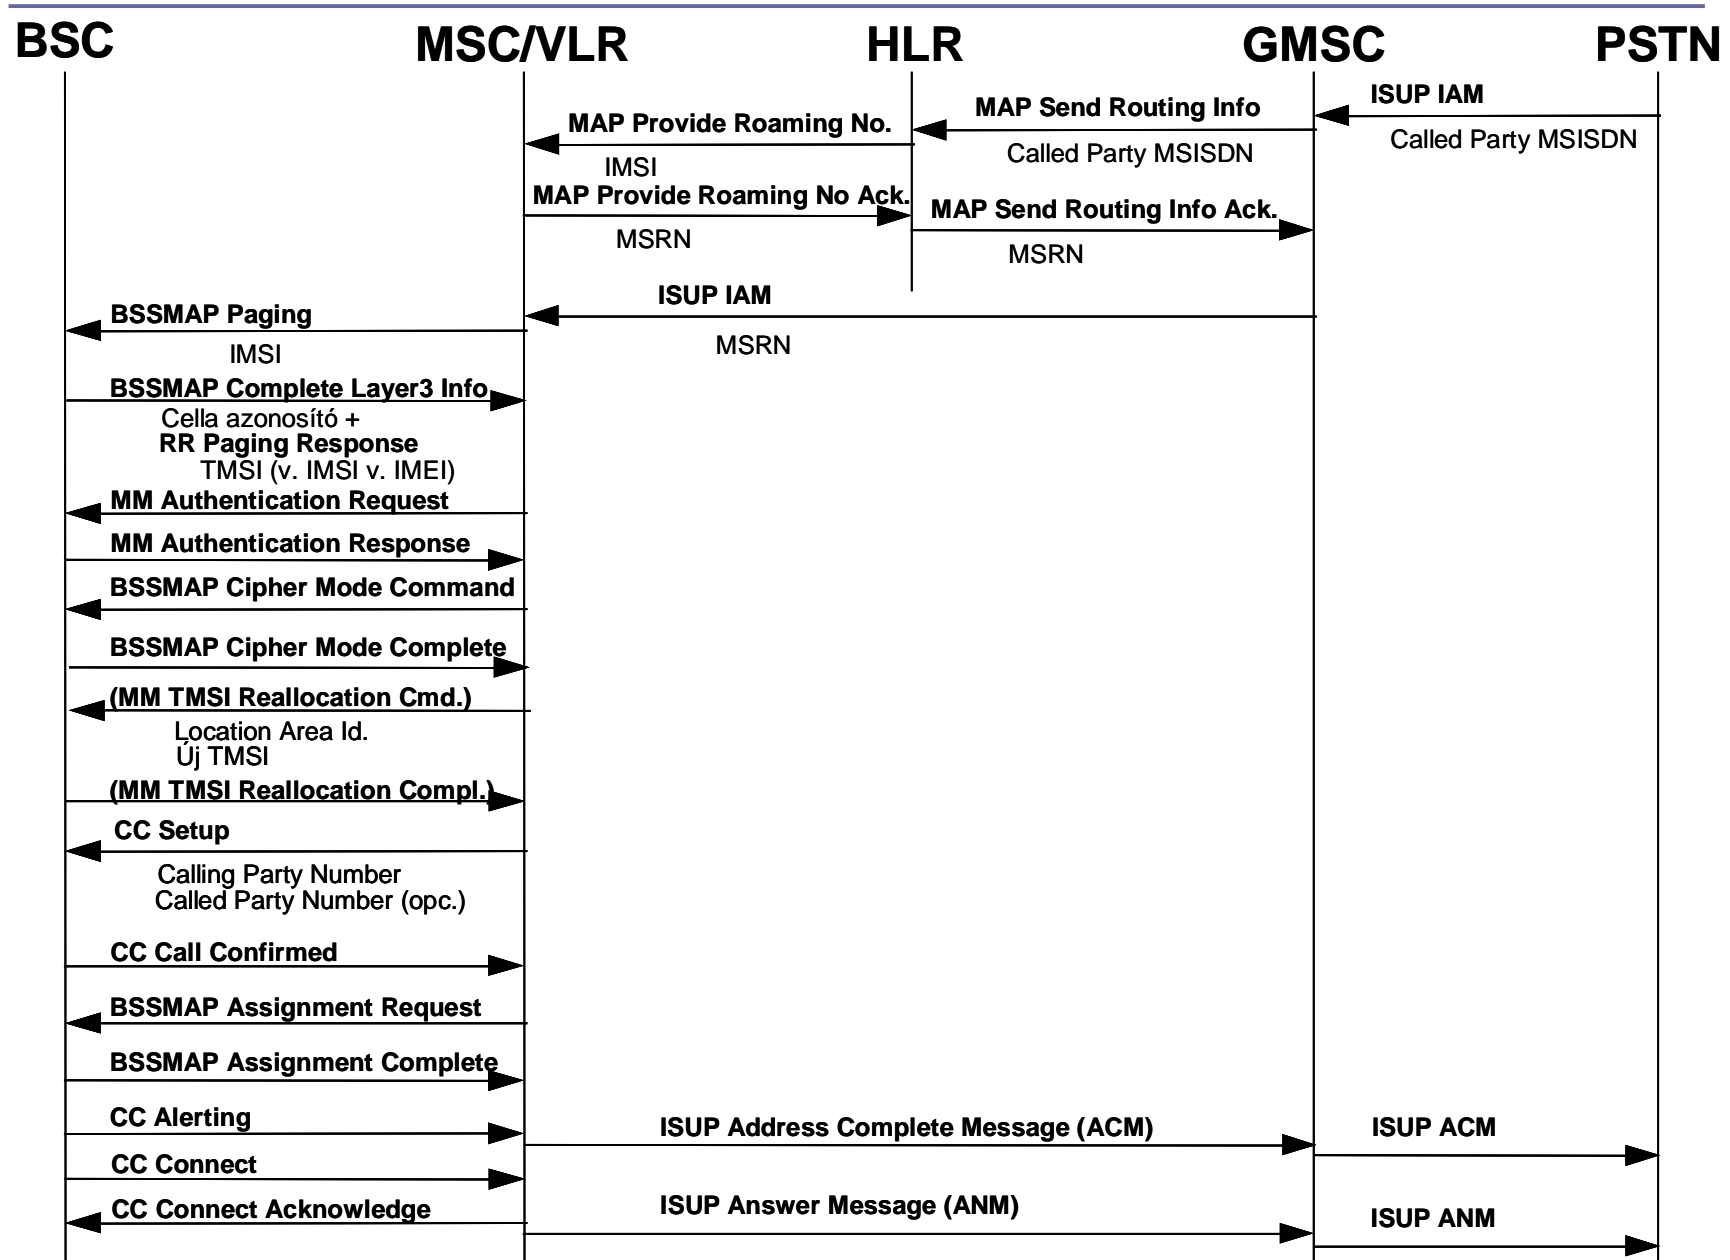 BSC
MSC/VLR
HLR
GMSC
PSTN
ISUP IAM
Called Party MSISDN
MAP Send Routing Info
Called Party MSISDN
MAP Provide Roaming No.
IMSI
MAP Provide Roaming No Ack.
MSRN
MAP Send Routing Info Ack.
MSRN
ISUP IAM
MSRN
BSSMAP Paging
IMSI
BSSMAP Complete Layer3 Info
Cella azonosító +
RR Paging Response
TMSI (v. IMSI v. IMEI)
MM Authentication Request
MM Authentication Response
BSSMAP Cipher Mode Command
BSSMAP Cipher Mode Complete
(MM TMSI Reallocation Cmd.)
Location Area Id.
Új TMSI
(MM TMSI Reallocation Compl.)
CC Setup
Calling Party Number
Called Party Number (opc.)
CC Call Confirmed
BSSMAP Assignment Request
BSSMAP Assignment Complete
CC Alerting
ISUP Address Complete Message (ACM)
ISUP ACM
CC Connect
CC Connect Acknowledge
ISUP Answer Message (ANM)
ISUP ANM